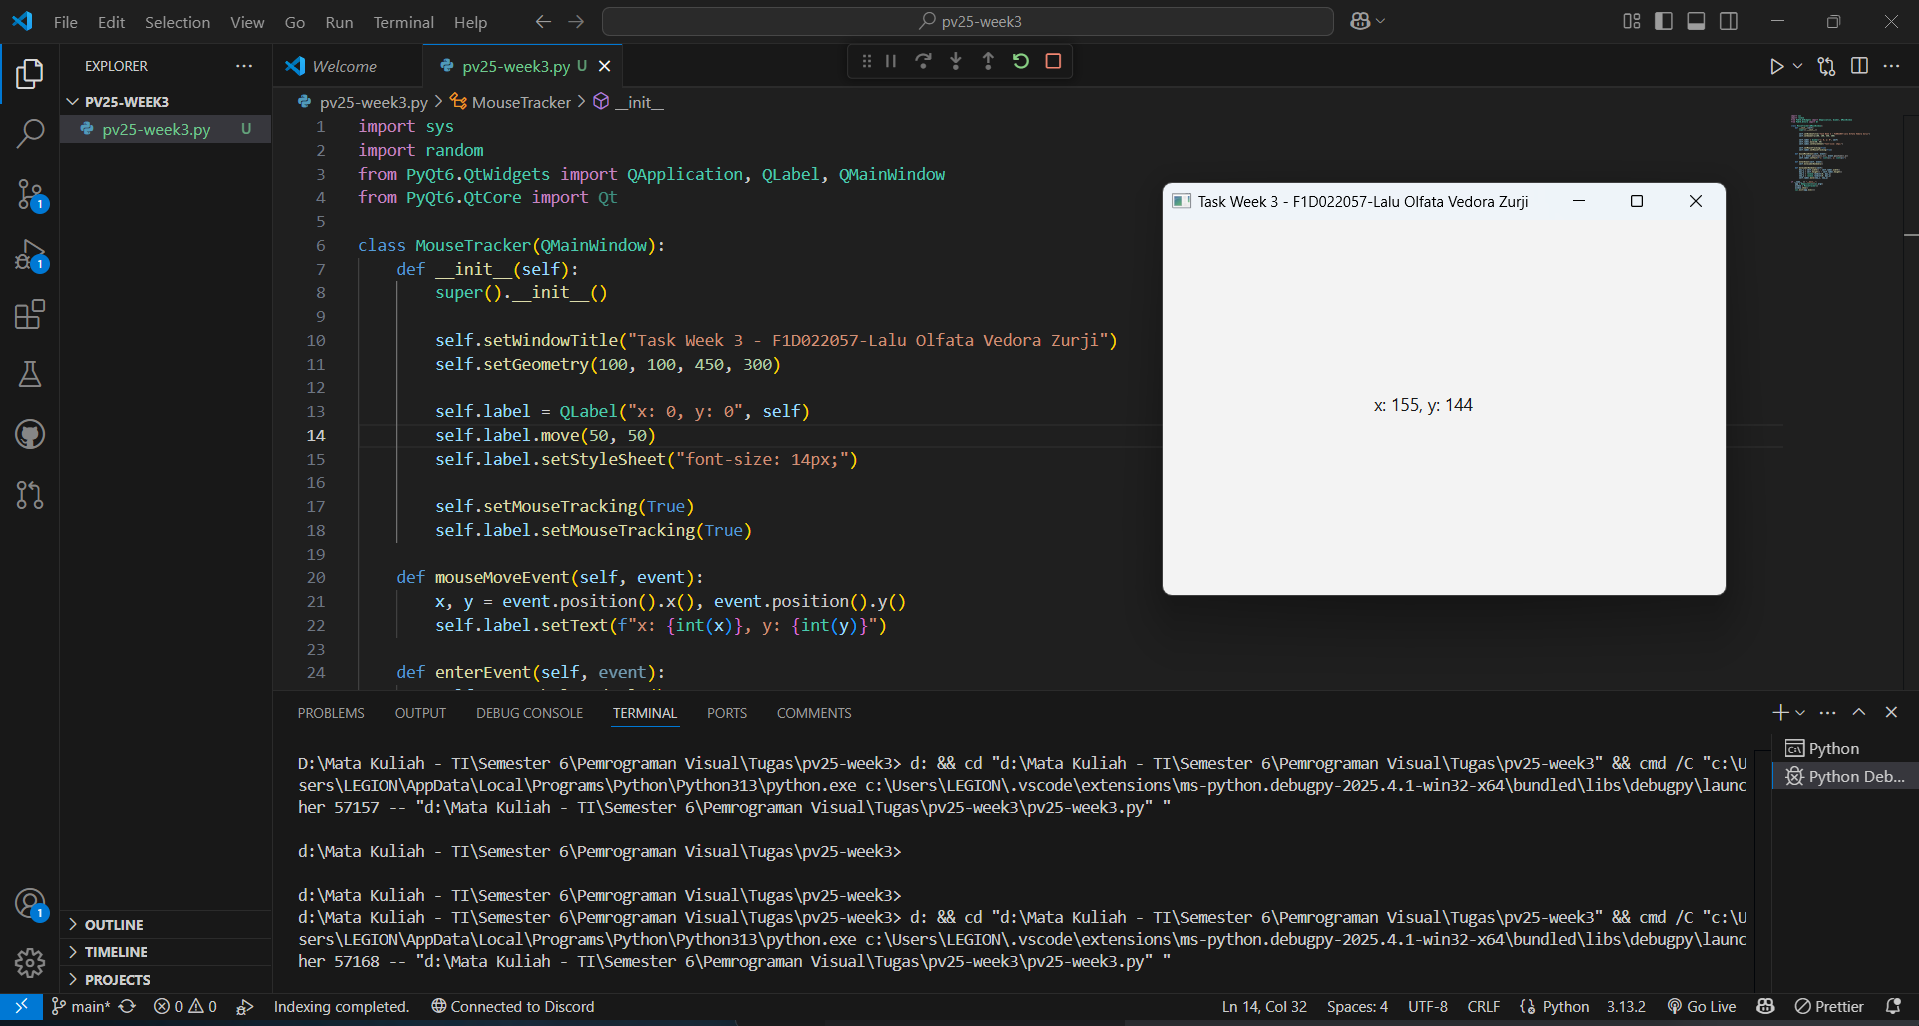 File Edit Selection View Go Run Terminal Help
pv25-week3
EXPLORER
PV25-WEEK3
pv25-week3.py U
1
1
Welcome
pv25-week3.py U
pv25-week3.py > MouseTracker > __init__
1 import sys
2 import random
3 from PyQt6.QtWidgets import QApplication, QLabel, QMainWindow
4 from PyQt6.QtCore import Qt
5
6 class MouseTracker(QMainWindow):
7 def __init__(self):
8 super().__init__()
9
10 self.setWindowTitle("Task Week 3 - F1D022057-Lalu Olfata Vedora Zurji")
11 self.setGeometry(100, 100, 450, 300)
12
13 self.label = QLabel("x: 0, y: 0", self)
14 self.label.move(50, 50)
15 self.label.setStyleSheet("font-size: 14px;")
16
17 self.setMouseTracking(True)
18 self.label.setMouseTracking(True)
19
20 def mouseMoveEvent(self, event):
21 x, y = event.position().x(), event.position().y()
22 self.label.setText(f"x: {int(x)}, y: {int(y)}")
23
24 def enterEvent(self, event):
Task Week 3 - F1D022057-Lalu Olfata Vedora Zurji
x: 155, y: 144
PROBLEMS OUTPUT DEBUG CONSOLE TERMINAL PORTS COMMENTS
D:\Mata Kuliah - TI\Semester 6\Pemrograman Visual\Tugas\pv25-week3> d: && cd "d:\Mata Kuliah - TI\Semester 6\Pemrograman Visual\Tugas\pv25-week3" && cmd /C "c:\U
sers\LEGION\AppData\Local\Programs\Python\Python313\python.exe c:\Users\LEGION\.vscode\extensions\ms-python.debugpy-2025.4.1-win32-x64\bundled\libs\debugpy\launc
her 57157 -- "d:\Mata Kuliah - TI\Semester 6\Pemrograman Visual\Tugas\pv25-week3\pv25-week3.py" "
d:\Mata Kuliah - TI\Semester 6\Pemrograman Visual\Tugas\pv25-week3>
d:\Mata Kuliah - TI\Semester 6\Pemrograman Visual\Tugas\pv25-week3>
d:\Mata Kuliah - TI\Semester 6\Pemrograman Visual\Tugas\pv25-week3> d: && cd "d:\Mata Kuliah - TI\Semester 6\Pemrograman Visual\Tugas\pv25-week3" && cmd /C "c:\U
sers\LEGION\AppData\Local\Programs\Python\Python313\python.exe c:\Users\LEGION\.vscode\extensions\ms-python.debugpy-2025.4.1-win32-x64\bundled\libs\debugpy\launc
her 57168 -- "d:\Mata Kuliah - TI\Semester 6\Pemrograman Visual\Tugas\pv25-week3\pv25-week3.py" "
Python
Python Deb...
1
OUTLINE
TIMELINE
PROJECTS
main* 0 0 Indexing completed. Connected to Discord Ln 14, Col 32 Spaces: 4 UTF-8 CRLF Python 3.13.2 Go Live Prettier